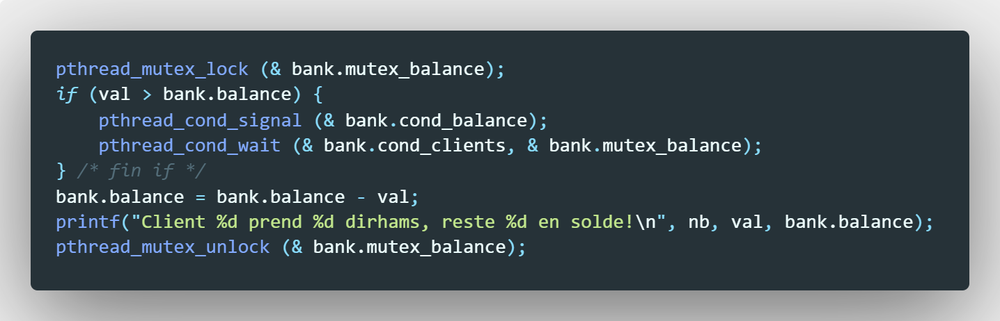 pthread_mutex_lock (& bank.mutex_balance);
if (val > bank.balance) {
    pthread_cond_signal (& bank.cond_balance);
    pthread_cond_wait (& bank.cond_clients, & bank.mutex_balance);
} /* fin if */
bank.balance = bank.balance - val;
printf("Client %d prend %d dirhams, reste %d en solde!\n", nb, val, bank.balance);
pthread_mutex_unlock (& bank.mutex_balance);